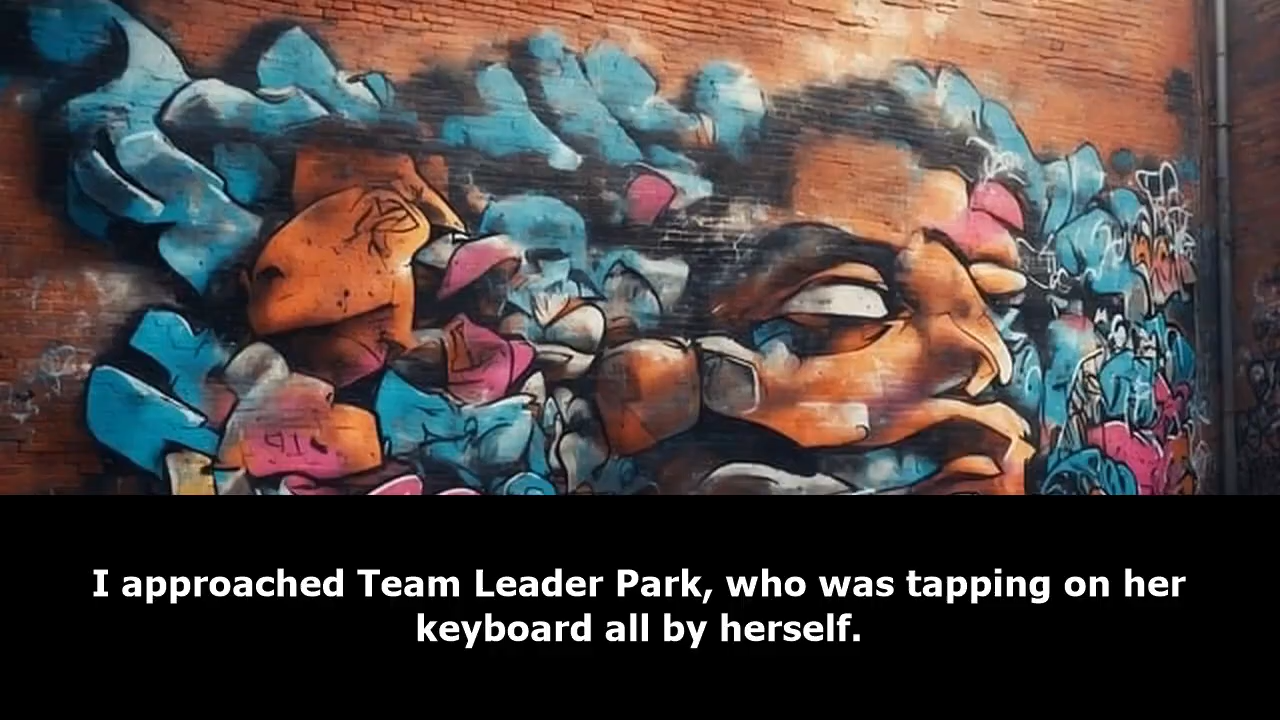 I approached Team Leader Park, who was tapping on her
keyboard all by herself.